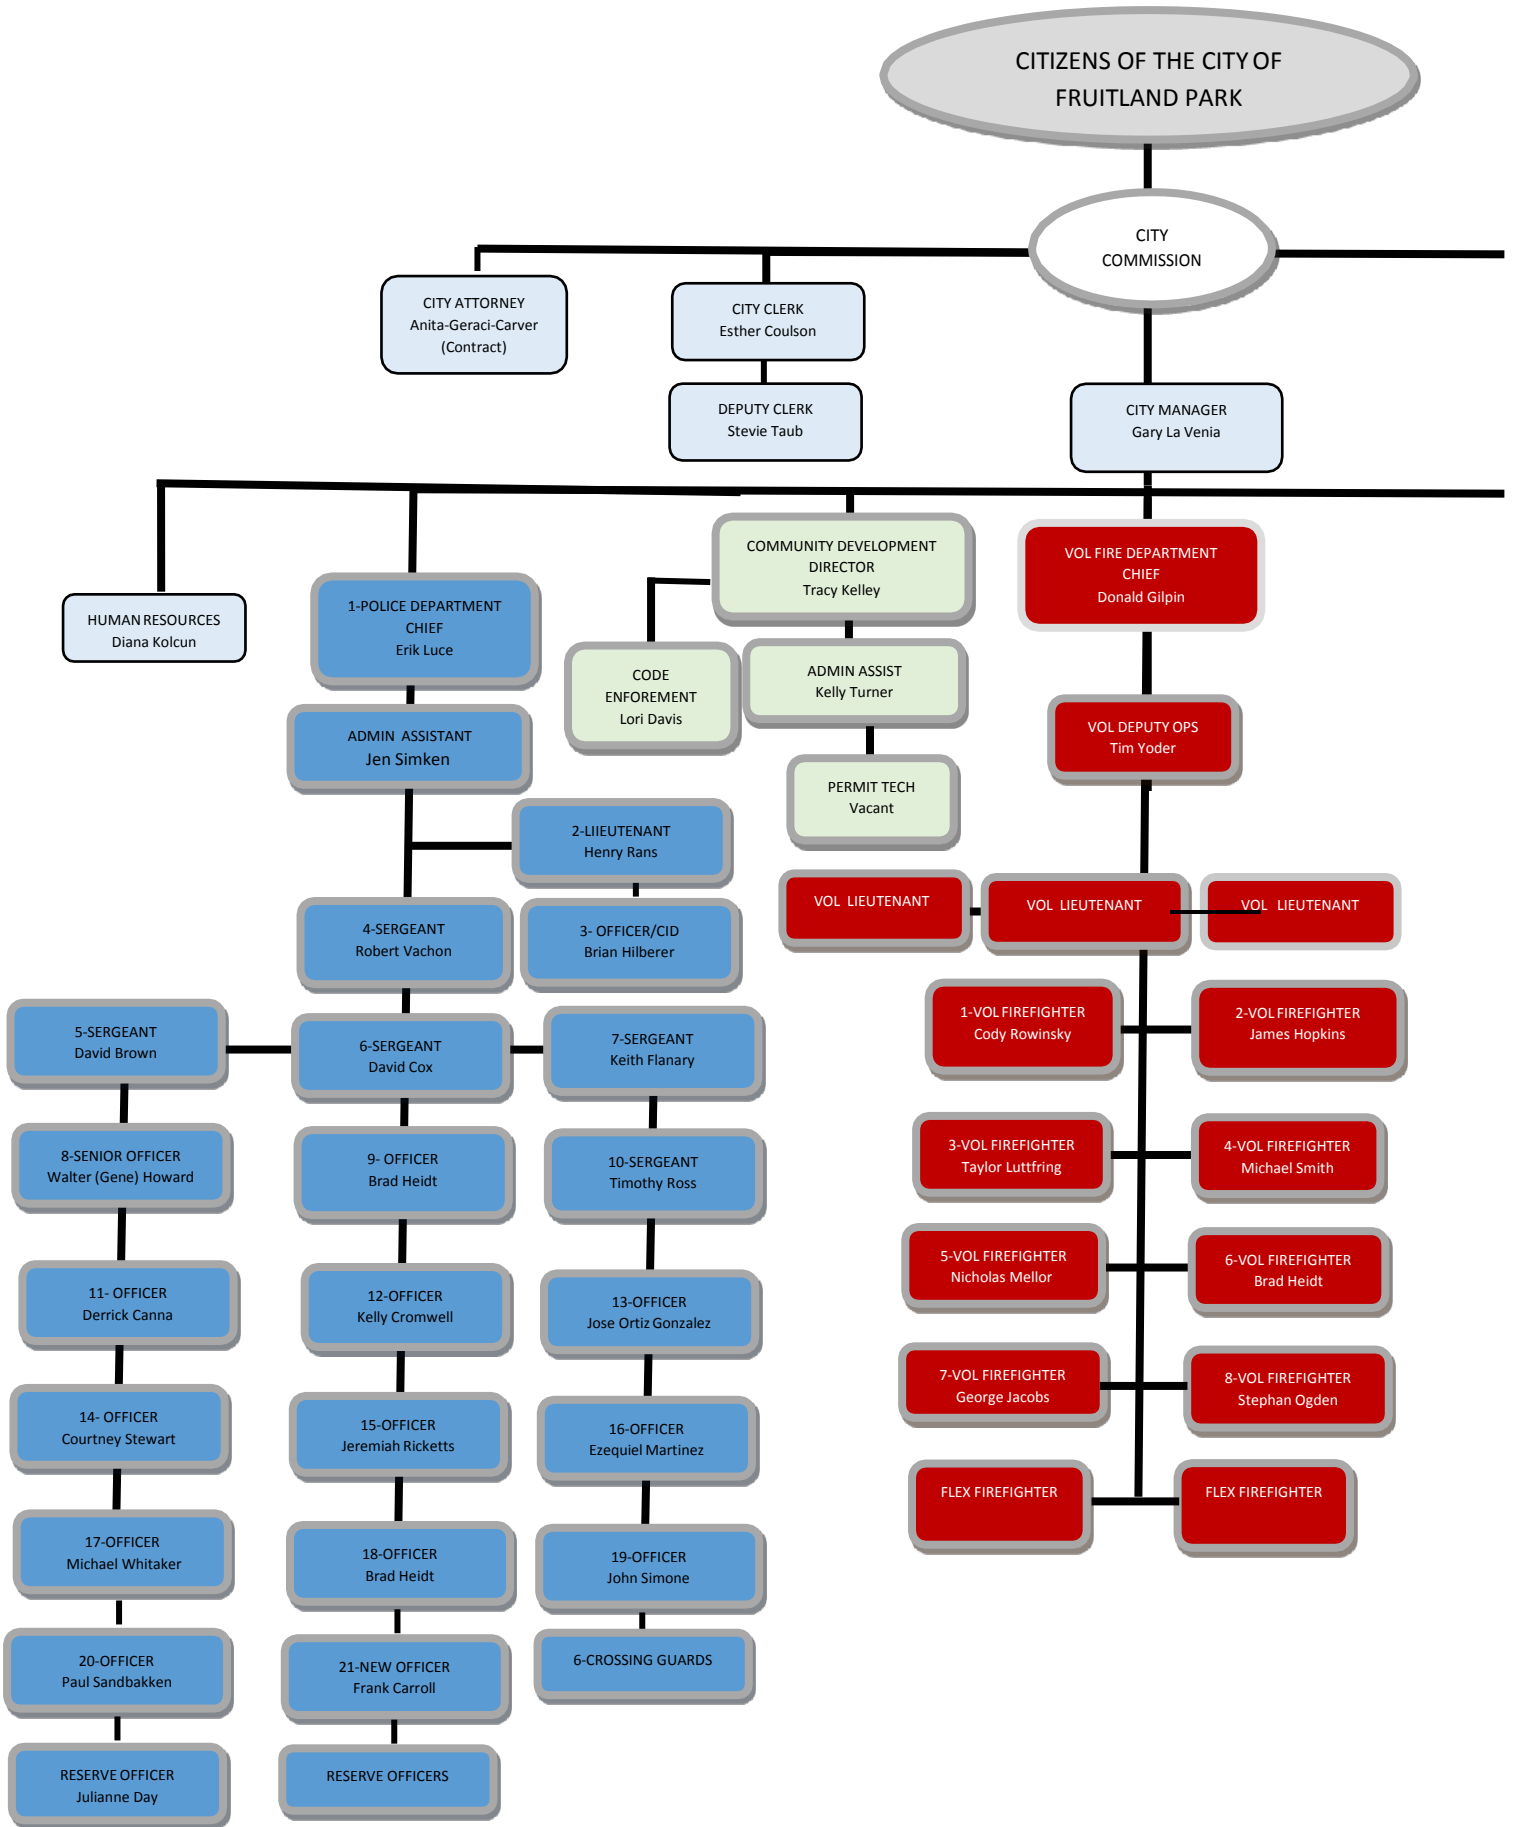 CITIZENS OF THE CITY OF
FRUITLAND PARK
CITY
COMMISSION
CITY ATTORNEY
Anita-Geraci-Carver
(Contract)
CITY CLERK
Esther Coulson
DEPUTY CLERK
Stevie Taub
CITY MANAGER
Gary La Venia
HUMAN RESOURCES
Diana Kolcun
1-POLICE DEPARTMENT
CHIEF
Erik Luce
COMMUNITY DEVELOPMENT
DIRECTOR
Tracy Kelley
VOL FIRE DEPARTMENT
CHIEF
Donald Gilpin
CODE
ENFOREMENT
Lori Davis
ADMIN ASSIST
Kelly Turner
PERMIT TECH
Vacant
ADMIN ASSISTANT
Jen Simken
2-LIIEUTENANT
Henry Rans
3- OFFICER/CID
Brian Hilberer
4-SERGEANT
Robert Vachon
5-SERGEANT
David Brown
6-SERGEANT
David Cox
7-SERGEANT
Keith Flanary
8-SENIOR OFFICER
Walter (Gene) Howard
9- OFFICER
Brad Heidt
10-SERGEANT
Timothy Ross
11- OFFICER
Derrick Canna
12-OFFICER
Kelly Cromwell
13-OFFICER
Jose Ortiz Gonzalez
14- OFFICER
Courtney Stewart
15-OFFICER
Jeremiah Ricketts
16-OFFICER
Ezequiel Martinez
17-OFFICER
Michael Whitaker
18-OFFICER
Brad Heidt
19-OFFICER
John Simone
20-OFFICER
Paul Sandbakken
21-NEW OFFICER
Frank Carroll
6-CROSSING GUARDS
RESERVE OFFICER
Julianne Day
RESERVE OFFICERS
VOL DEPUTY OPS
Tim Yoder
VOL LIEUTENANT
VOL LIEUTENANT
VOL LIEUTENANT
1-VOL FIREFIGHTER
Cody Rowinsky
2-VOL FIREFIGHTER
James Hopkins
3-VOL FIREFIGHTER
Taylor Luttfring
4-VOL FIREFIGHTER
Michael Smith
5-VOL FIREFIGHTER
Nicholas Mellor
6-VOL FIREFIGHTER
Brad Heidt
7-VOL FIREFIGHTER
George Jacobs
8-VOL FIREFIGHTER
Stephan Ogden
FLEX FIREFIGHTER
FLEX FIREFIGHTER